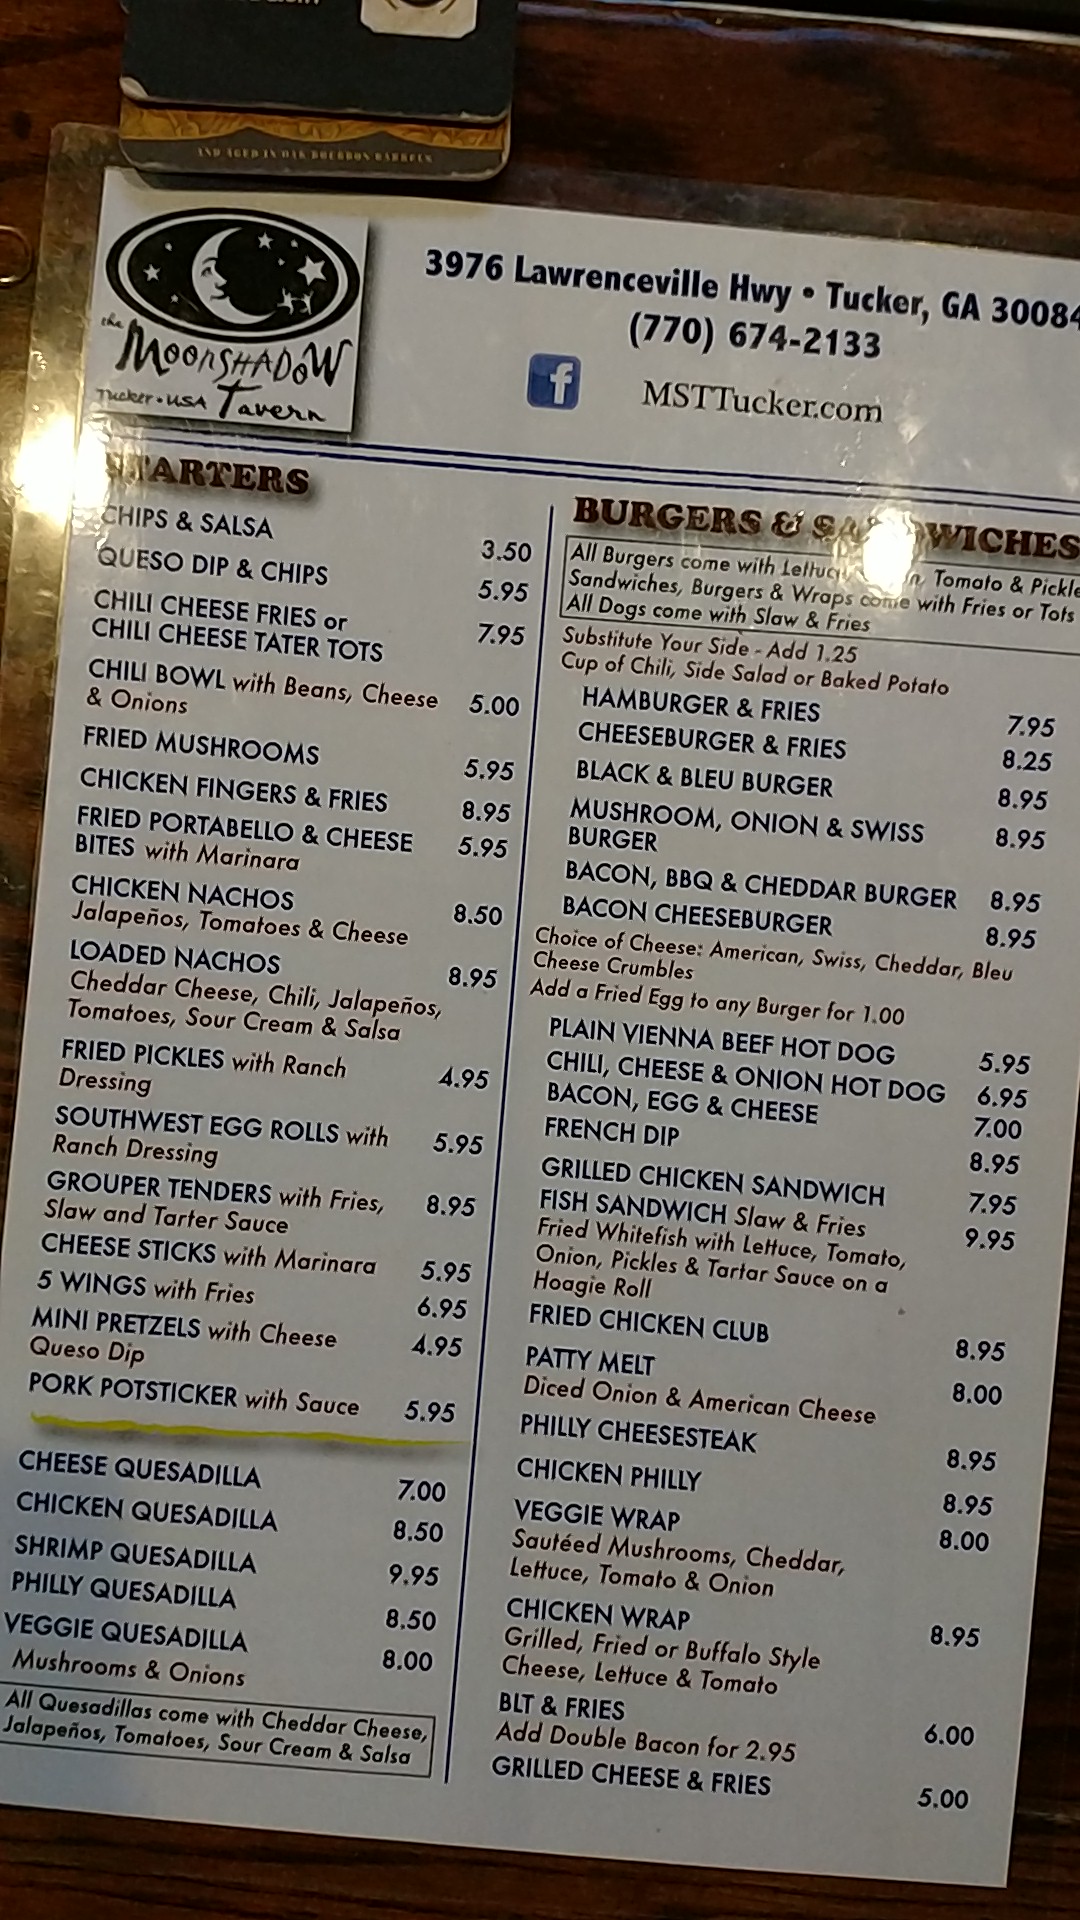 AND AGED IN OAK BOURBON BARRELS
the
MOONSHADOW
Tucker • USA Tavern
3976 Lawrenceville Hwy • Tucker, GA 30084
(770) 674-2133
f MSTTucker.com
STARTERS
CHIPS & SALSA 3.50
QUESO DIP & CHIPS 5.95
CHILI CHEESE FRIES or
CHILI CHEESE TATER TOTS 7.95
CHILI BOWL with Beans, Cheese
& Onions 5.00
FRIED MUSHROOMS 5.95
CHICKEN FINGERS & FRIES 8.95
FRIED PORTABELLO & CHEESE 5.95
BITES with Marinara
CHICKEN NACHOS 8.50
Jalapeños, Tomatoes & Cheese
LOADED NACHOS 8.95
Cheddar Cheese, Chili, Jalapeños,
Tomatoes, Sour Cream & Salsa
FRIED PICKLES with Ranch 4.95
Dressing
SOUTHWEST EGG ROLLS with 5.95
Ranch Dressing
GROUPER TENDERS with Fries, 8.95
Slaw and Tarter Sauce
CHEESE STICKS with Marinara 5.95
5 WINGS with Fries 6.95
MINI PRETZELS with Cheese 4.95
Queso Dip
PORK POTSTICKER with Sauce 5.95
CHEESE QUESADILLA 7.00
CHICKEN QUESADILLA 8.50
SHRIMP QUESADILLA 9.95
PHILLY QUESADILLA 8.50
VEGGIE QUESADILLA 8.00
Mushrooms & Onions
All Quesadillas come with Cheddar Cheese,
Jalapeños, Tomatoes, Sour Cream & Salsa
BURGERS & SANDWICHES
All Burgers come with Lettuce, Tomato & Pickle
Sandwiches, Burgers & Wraps come with Fries or Tots
All Dogs come with Slaw & Fries
Substitute Your Side - Add 1.25
Cup of Chili, Side Salad or Baked Potato
HAMBURGER & FRIES 7.95
CHEESEBURGER & FRIES 8.25
BLACK & BLEU BURGER 8.95
MUSHROOM, ONION & SWISS 8.95
BURGER
BACON, BBQ & CHEDDAR BURGER 8.95
BACON CHEESEBURGER 8.95
Choice of Cheese: American, Swiss, Cheddar, Bleu
Cheese Crumbles
Add a Fried Egg to any Burger for 1.00
PLAIN VIENNA BEEF HOT DOG 5.95
CHILI, CHEESE & ONION HOT DOG 6.95
BACON, EGG & CHEESE 7.00
FRENCH DIP 8.95
GRILLED CHICKEN SANDWICH 7.95
FISH SANDWICH Slaw & Fries 9.95
Fried Whitefish with Lettuce, Tomato,
Onion, Pickles & Tartar Sauce on a
Hoagie Roll
FRIED CHICKEN CLUB 8.95
PATTY MELT 8.00
Diced Onion & American Cheese
PHILLY CHEESESTEAK 8.95
CHICKEN PHILLY 8.95
VEGGIE WRAP 8.00
Sautéed Mushrooms, Cheddar,
Lettuce, Tomato & Onion
CHICKEN WRAP 8.95
Grilled, Fried or Buffalo Style
Cheese, Lettuce & Tomato
BLT & FRIES 6.00
Add Double Bacon for 2.95
GRILLED CHEESE & FRIES 5.00